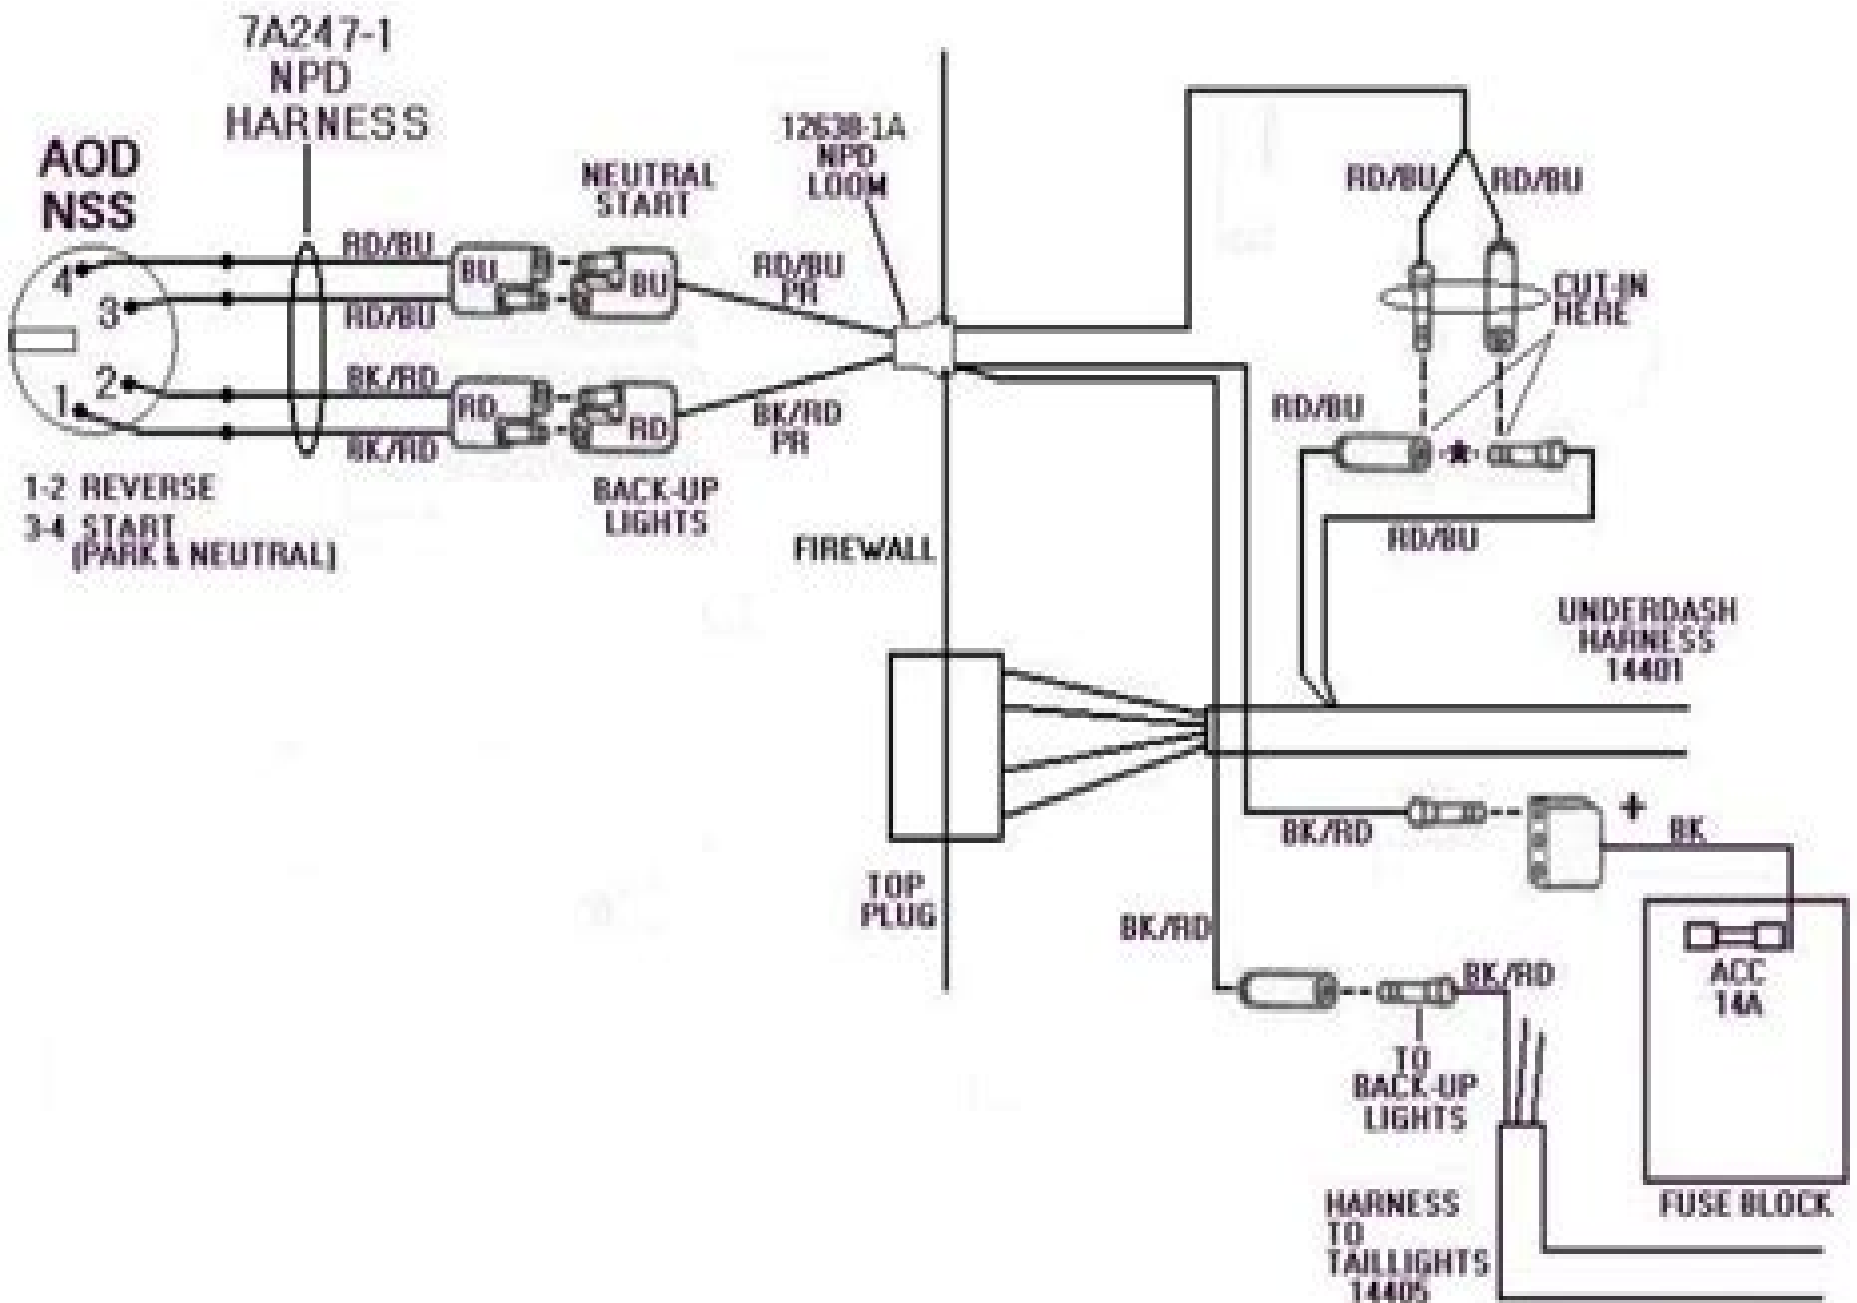 7A247-1
NPD
HARNESS
AOD
NSS
4
3
2
1
RD/BU
RD/BU
BK/RD
BK/RD
BU
BU
RD
RD
NEUTRAL
START
BACK-UP
LIGHTS
1-2 REVERSE
3-4 START
(PARK & NEUTRAL)
RD/BU
PR
BK/RD
PR
12638-1A
NPD
LOOM
FIREWALL
RD/BU
RD/BU
CUT-IN
HERE
RD/BU
RD/BU
UNDERDASH
HARNESS
14401
TOP
PLUG
BK/RD
+
BK
BK/RD
BK/RD
TO
BACK-UP
LIGHTS
ACC
14A
FUSE BLOCK
HARNESS
TO
TAILLIGHTS
14405